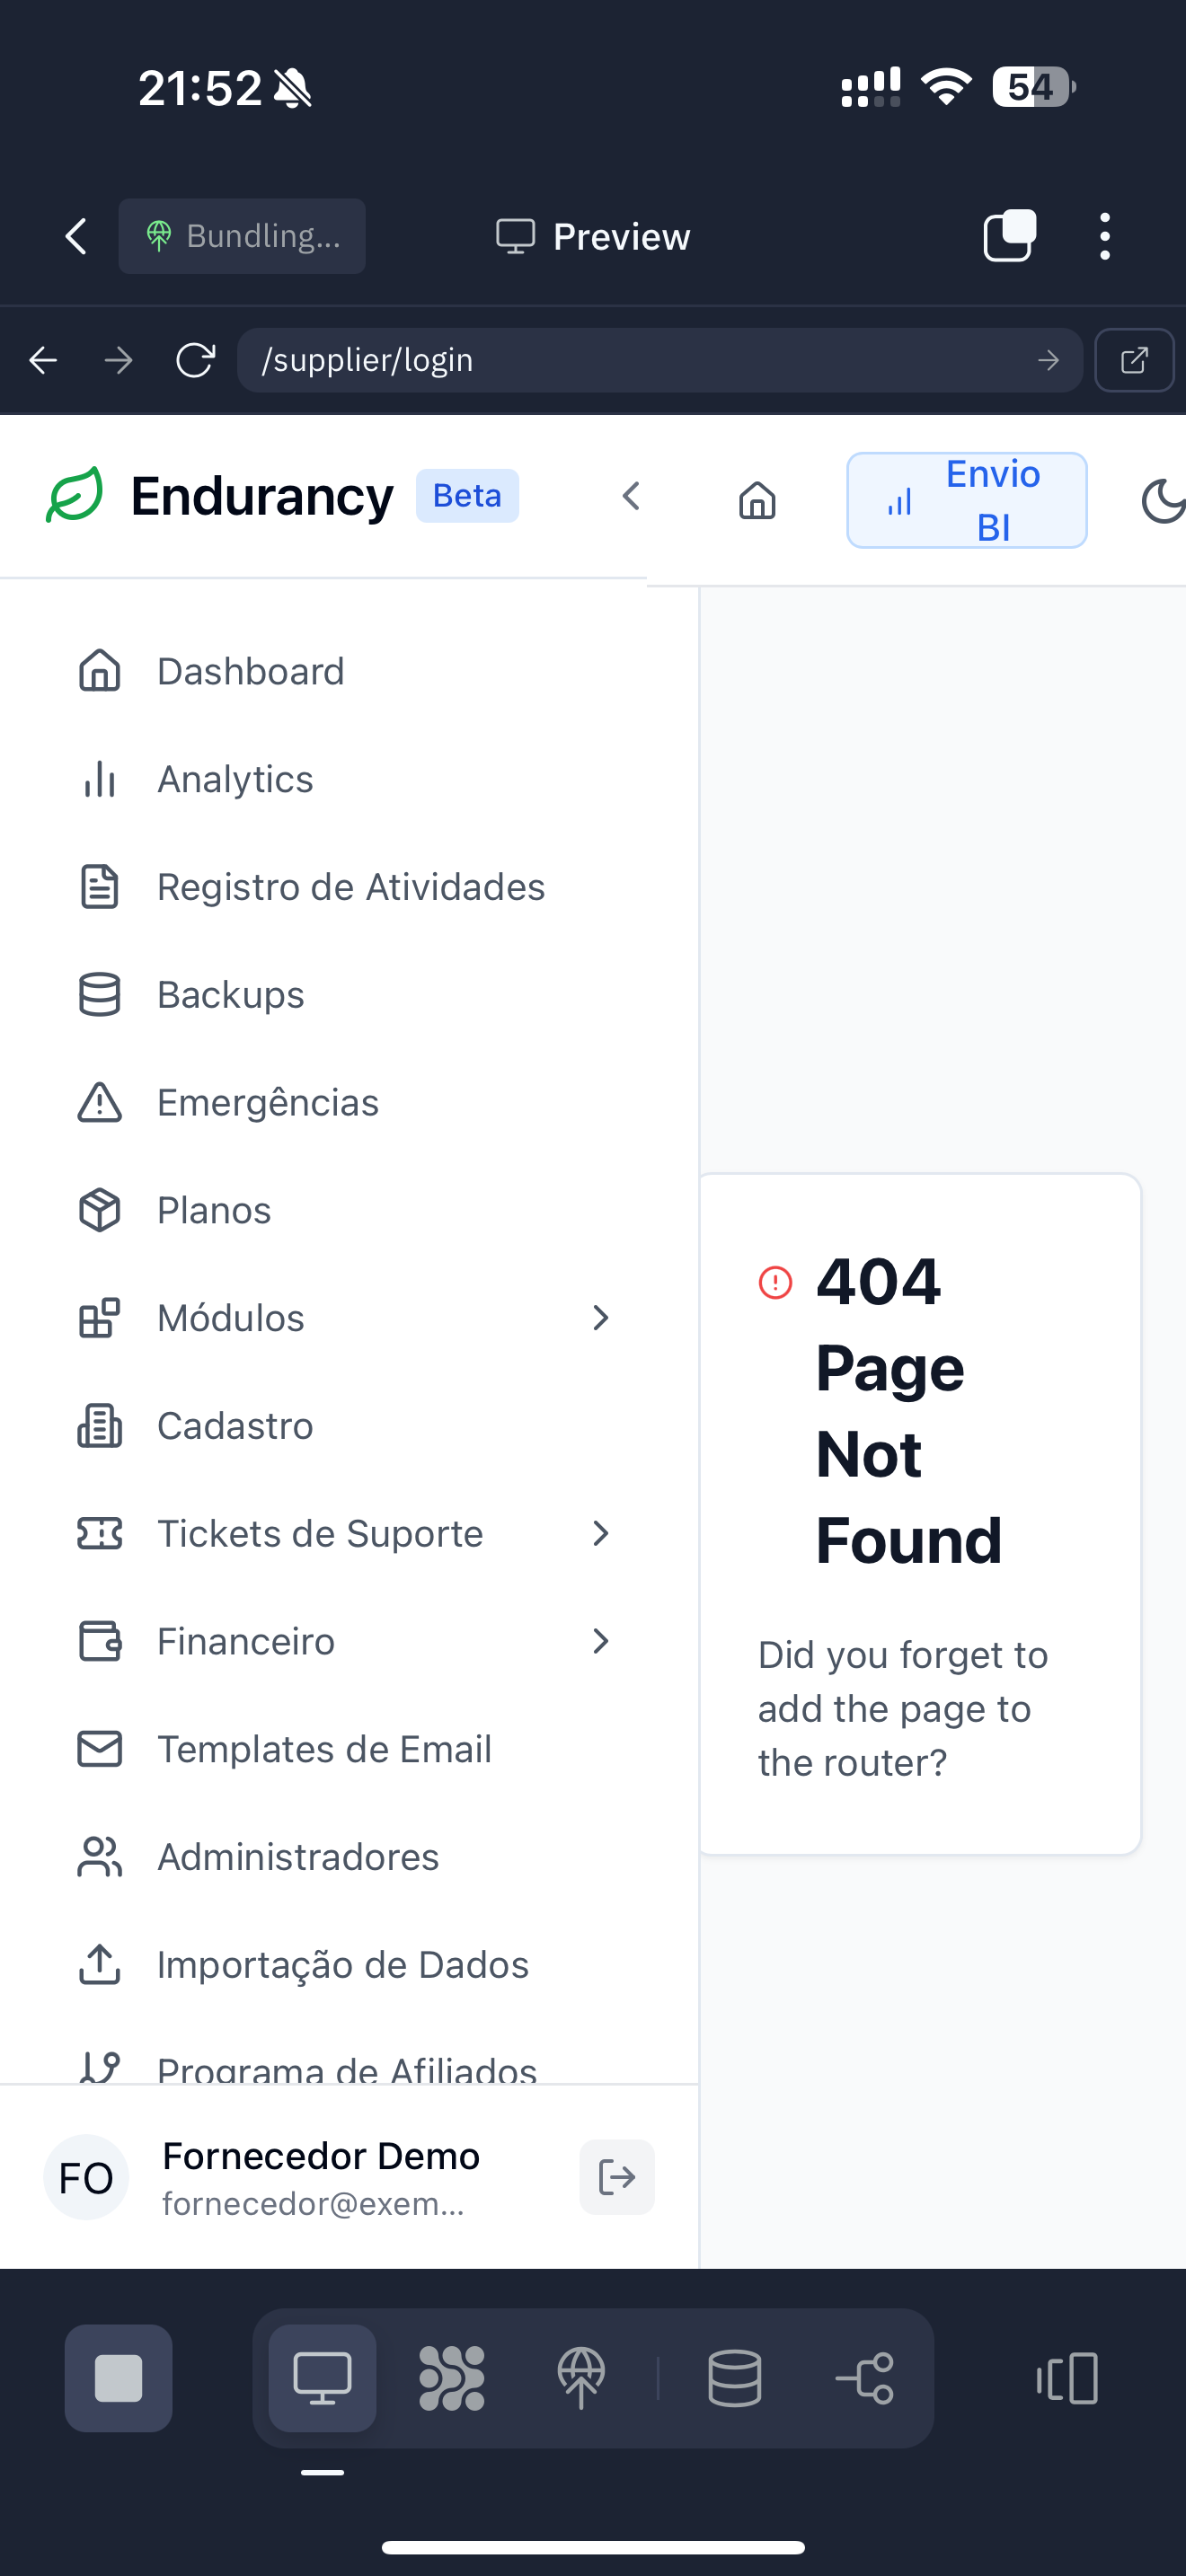 21:52
54
Bundling...
Preview
/supplier/login
Endurancy
Beta
Envio
BI
Dashboard
Analytics
Registro de Atividades
Backups
Emergências
Planos
Módulos
Cadastro
Tickets de Suporte
Financeiro
Templates de Email
Administradores
Importação de Dados
Programa de Afiliados
404
Page
Not
Found
Did you forget to
add the page to
the router?
FO
Fornecedor Demo
fornecedor@exem...